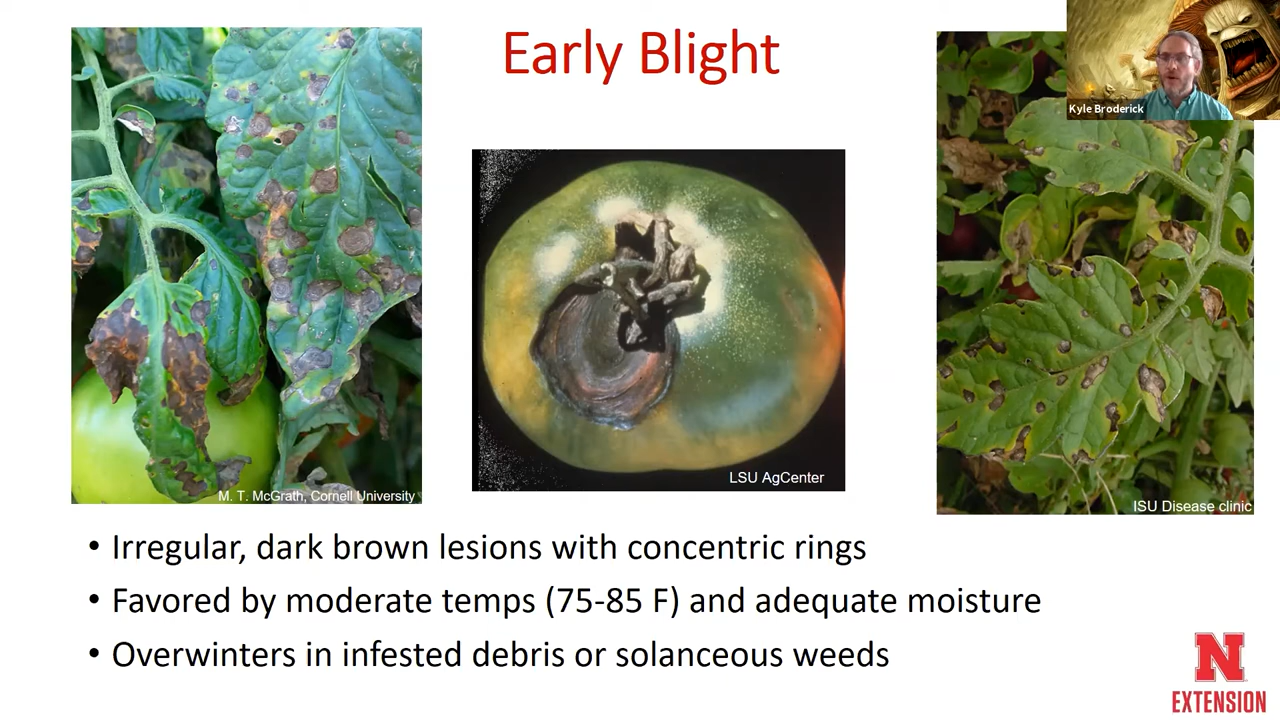 Early Blight
Kyle Broderick
M. T. McGrath, Cornell University
LSU AgCenter
ISU Disease clinic
• Irregular, dark brown lesions with concentric rings
• Favored by moderate temps (75-85 F) and adequate moisture
• Overwinters in infested debris or solanceous weeds
N
EXTENSION